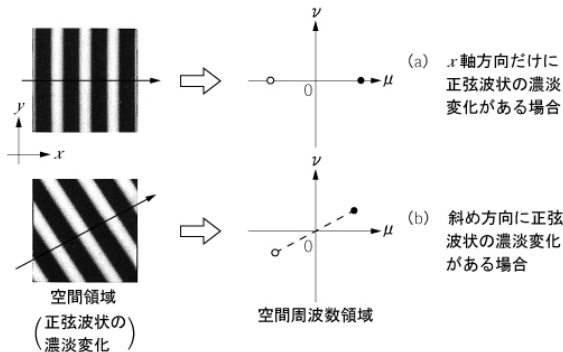 ν
μ
0
(a) x軸方向だけに
正弦波状の濃淡
変化がある場合
y
x
ν
μ
0
(b) 斜め方向に正弦
波状の濃淡変化
がある場合
空間領域
(正弦波状の
濃淡変化)
空間周波数領域